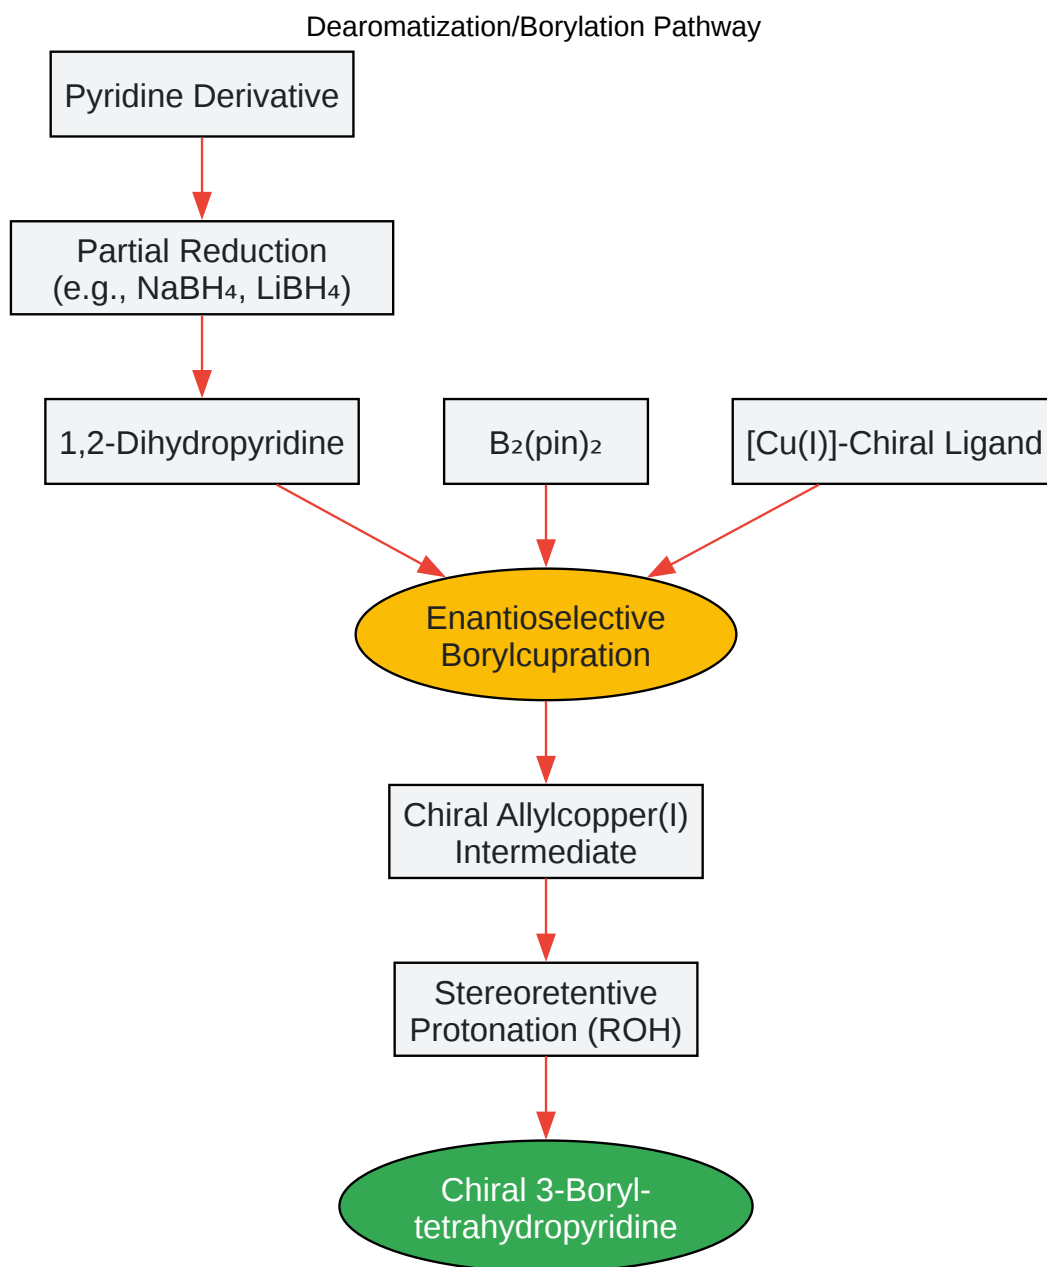 Dearomatization/Borylation Pathway
Pyridine Derivative
Partial Reduction
(e.g., NaBH₄, LiBH₄)
1,2-Dihydropyridine
B₂(pin)₂
[Cu(I)]-Chiral Ligand
Enantioselective
Borylcupration
Chiral Allylcopper(I)
Intermediate
Stereoretentive
Protonation (ROH)
Chiral 3-Boryl-
tetrahydropyridine